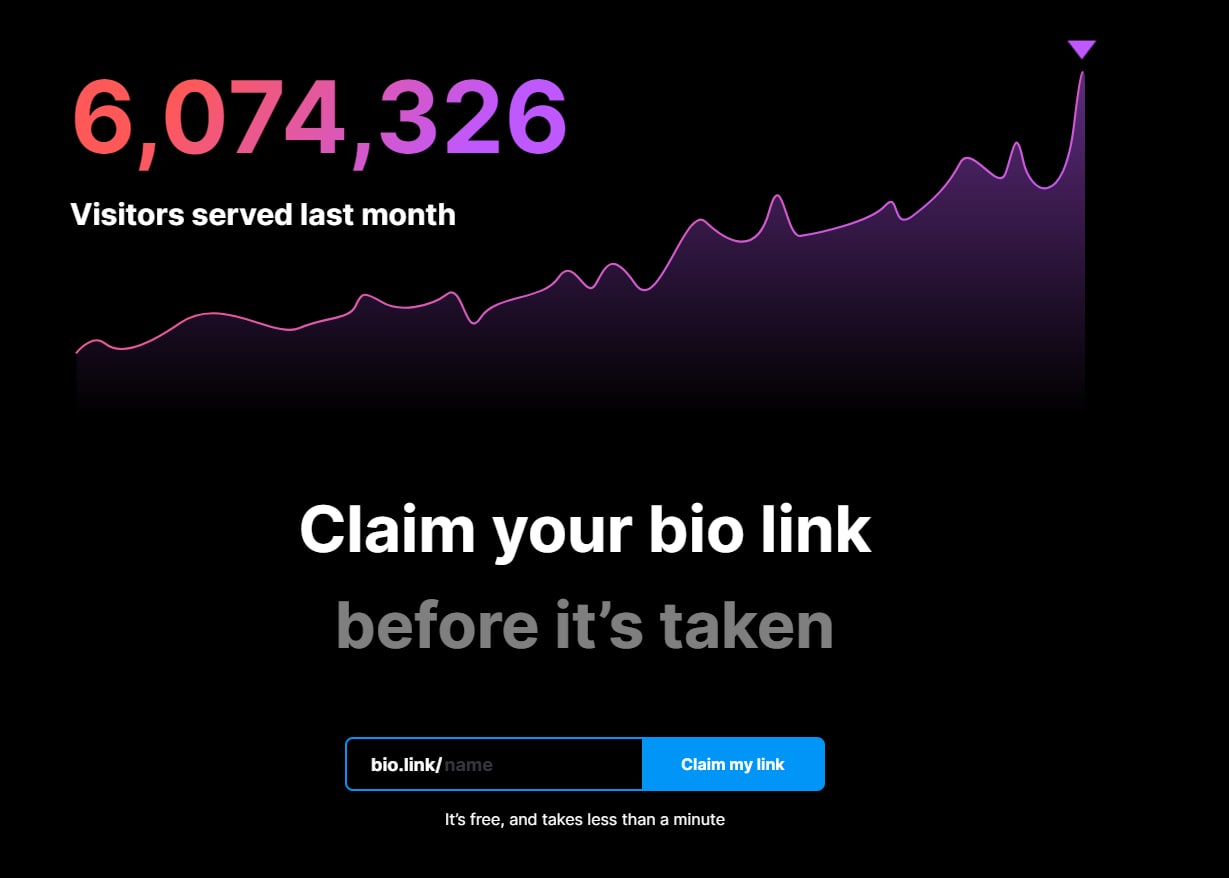 6,074,326
Visitors served last month
Claim your bio link
before it’s taken
bio.link/name
Claim my link
It’s free, and takes less than a minute